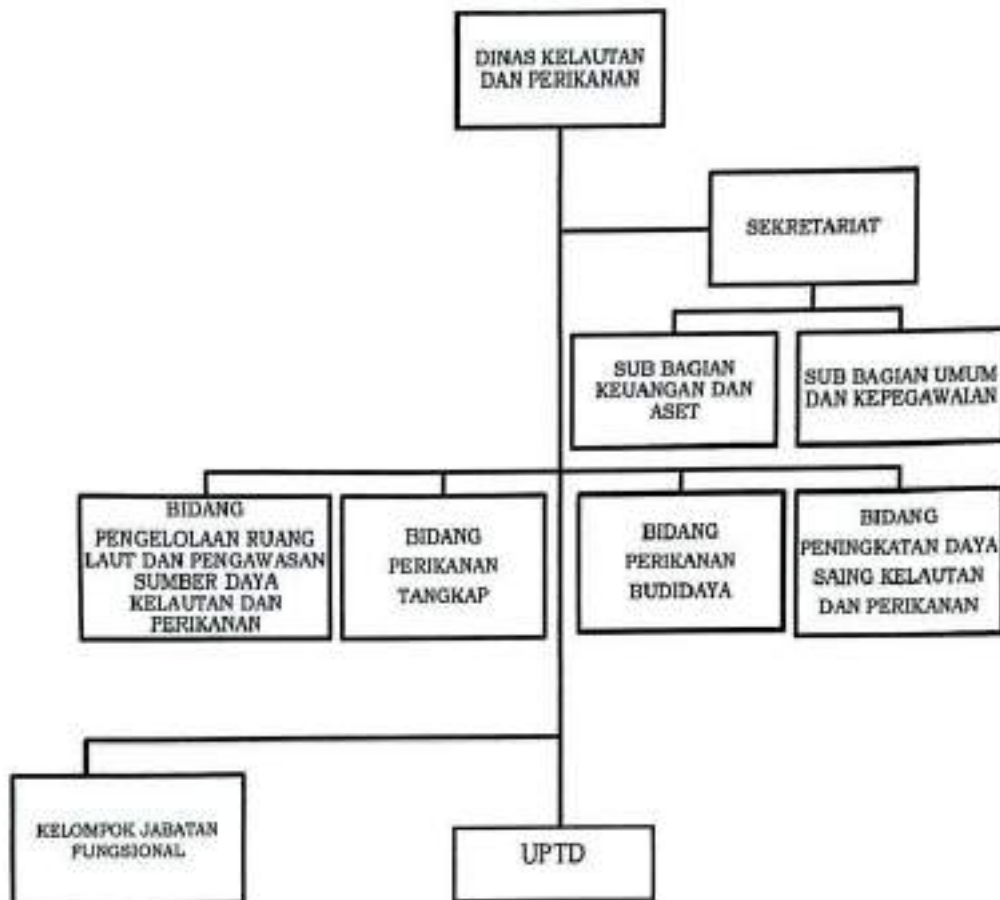 DINAS KELAUTAN
DAN PERIKANAN
SEKRETARIAT
SUB BAGIAN
KEUANGAN DAN
ASET
SUB BAGIAN UMUM
DAN KEPEGAWAIAN
BIDANG
PENGELOLAAN RUANG
LAUT DAN PENGAWASAN
SUMBER DAYA
KELAUTAN DAN
PERIKANAN
BIDANG
PERIKANAN
TANGKAP
BIDANG
PERIKANAN
BUDIDAYA
BIDANG
PENINGKATAN DAYA
SAING KELAUTAN
DAN PERIKANAN
KELOMPOK JABATAN
FUNGSIONAL
UPTD